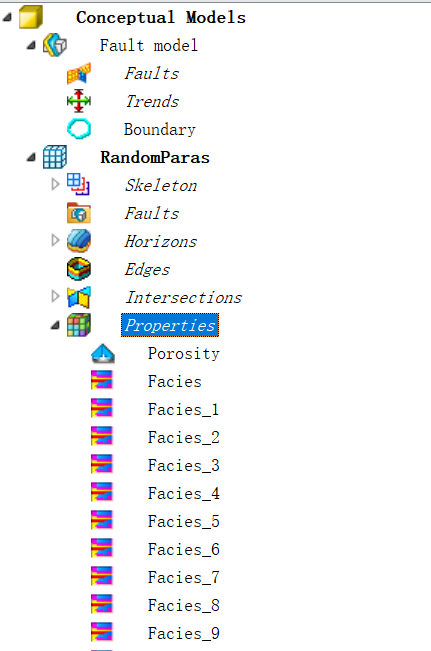 Conceptual Models
Fault model
Faults
Trends
Boundary
RandomParas
Skeleton
Faults
Horizons
Edges
Intersections
Properties
Porosity
Facies
Facies_1
Facies_2
Facies_3
Facies_4
Facies_5
Facies_6
Facies_7
Facies_8
Facies_9